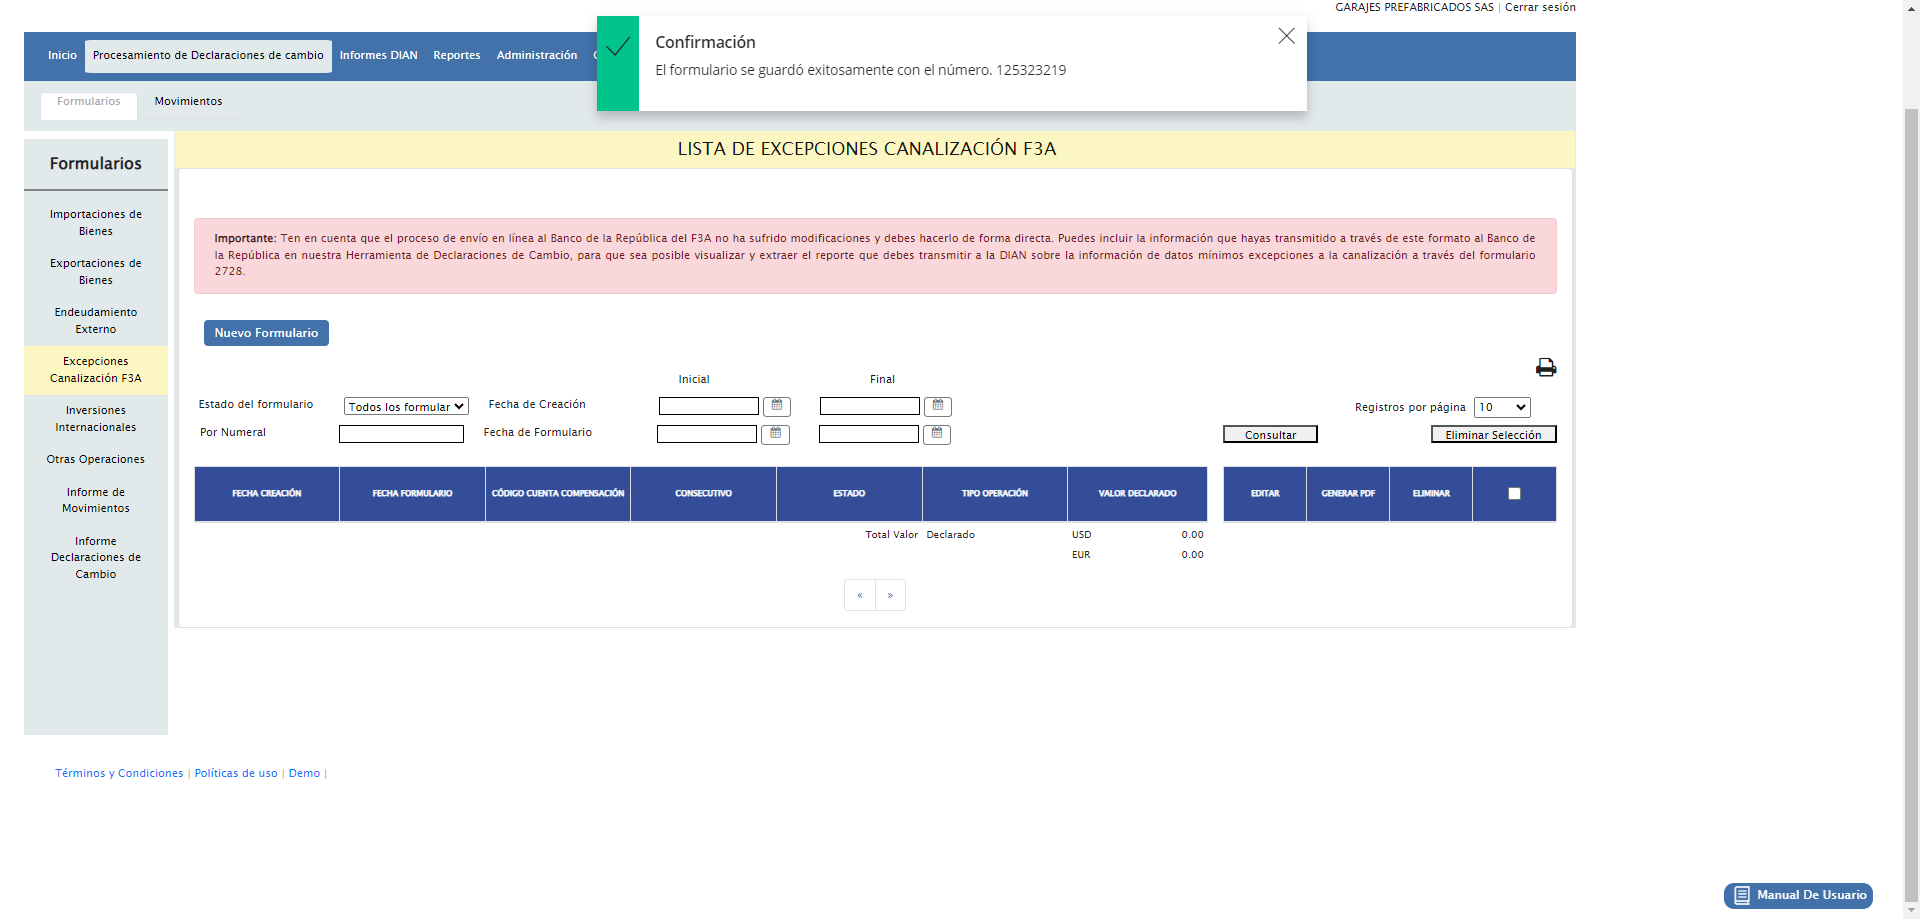 GARAJES PREFABRICADOS SAS | Cerrar sesión
Inicio Procesamiento de Declaraciones de cambio Informes DIAN Reportes Administración
Confirmación
El formulario se guardó exitosamente con el número. 125323219
Formularios Movimientos
Formularios
Importaciones de
Bienes
Exportaciones de
Bienes
Endeudamiento
Externo
Excepciones
Canalización F3A
Inversiones
Internacionales
Otras Operaciones
Informe de
Movimientos
Informe
Declaraciones de
Cambio
LISTA DE EXCEPCIONES CANALIZACIÓN F3A
Importante: Ten en cuenta que el proceso de envío en línea al Banco de la República del F3A no ha sufrido modificaciones y debes hacerlo de forma directa. Puedes incluir la información que hayas transmitido a través de este formato al Banco de
la República en nuestra Herramienta de Declaraciones de Cambio, para que sea posible visualizar y extraer el reporte que debes transmitir a la DIAN sobre la información de datos mínimos excepciones a la canalización a través del formulario
2728.
Nuevo Formulario
Inicial Final
Estado del formulario Todos los formular Fecha de Creación Registros por página 10
Por Numeral Fecha de Formulario Consultar Eliminar Selección
FECHA CREACIÓN FECHA FORMULARIO CÓDIGO CUENTA COMPENSACIÓN CONSECUTIVO ESTADO TIPO OPERACIÓN VALOR DECLARADO EDITAR GENERAR PDF ELIMINAR
Total Valor Declarado USD 0.00
EUR 0.00
« »
Términos y Condiciones | Políticas de uso | Demo |
Manual De Usuario